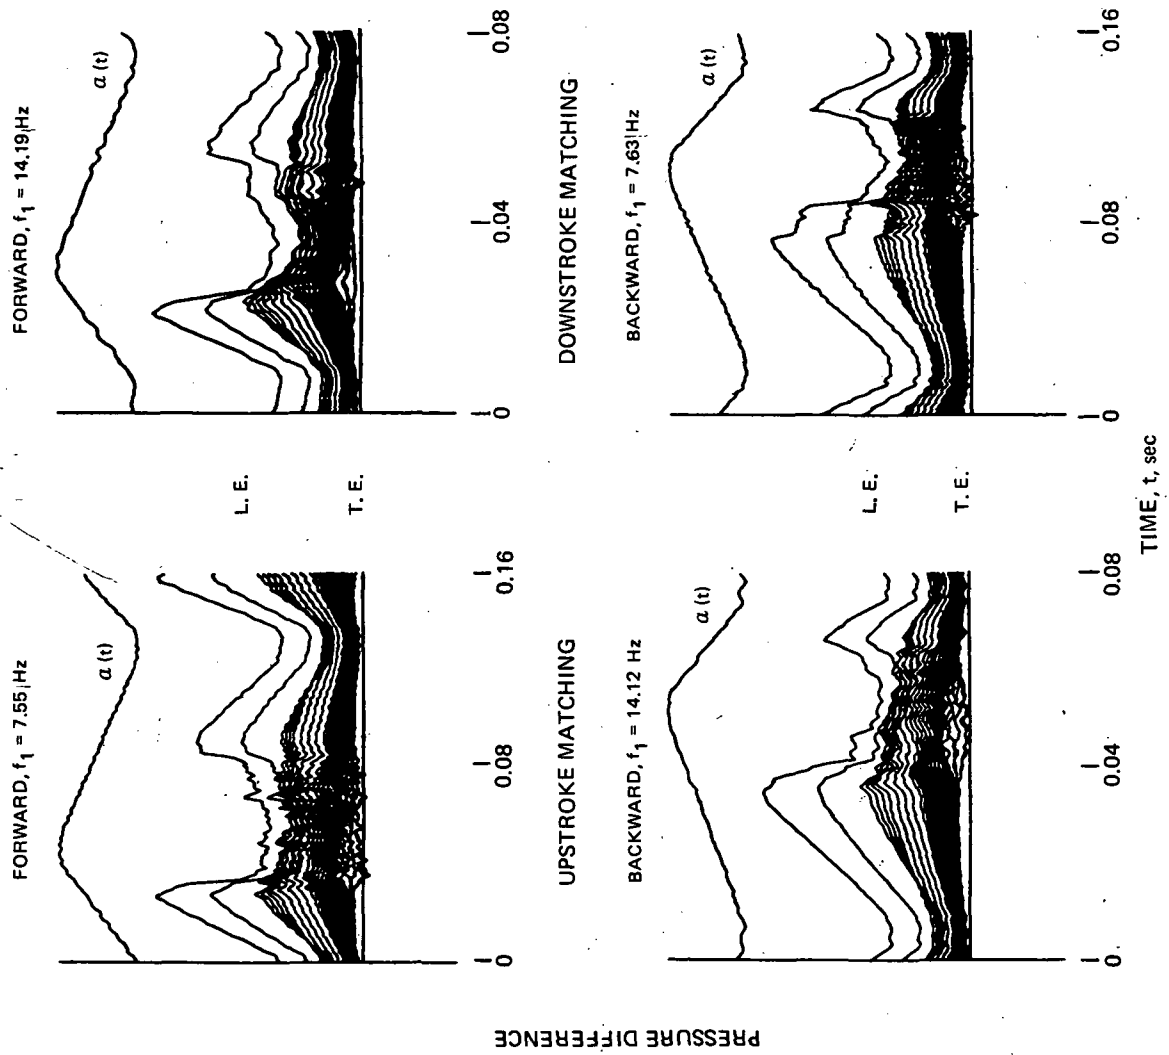 PRESSURE DIFFERENCE
FORWARD, f1 = 7.55 Hz
α (t)
L. E.
T. E.
0
0.08
0.16
FORWARD, f1 = 14.19 Hz
α (t)
0
0.04
0.08
UPSTROKE MATCHING
DOWNSTROKE MATCHING
BACKWARD, f1 = 14.12 Hz
α (t)
L. E.
T. E.
0
0.04
0.08
BACKWARD, f1 = 7.63 Hz
α (t)
0
0.08
0.16
TIME, t, sec